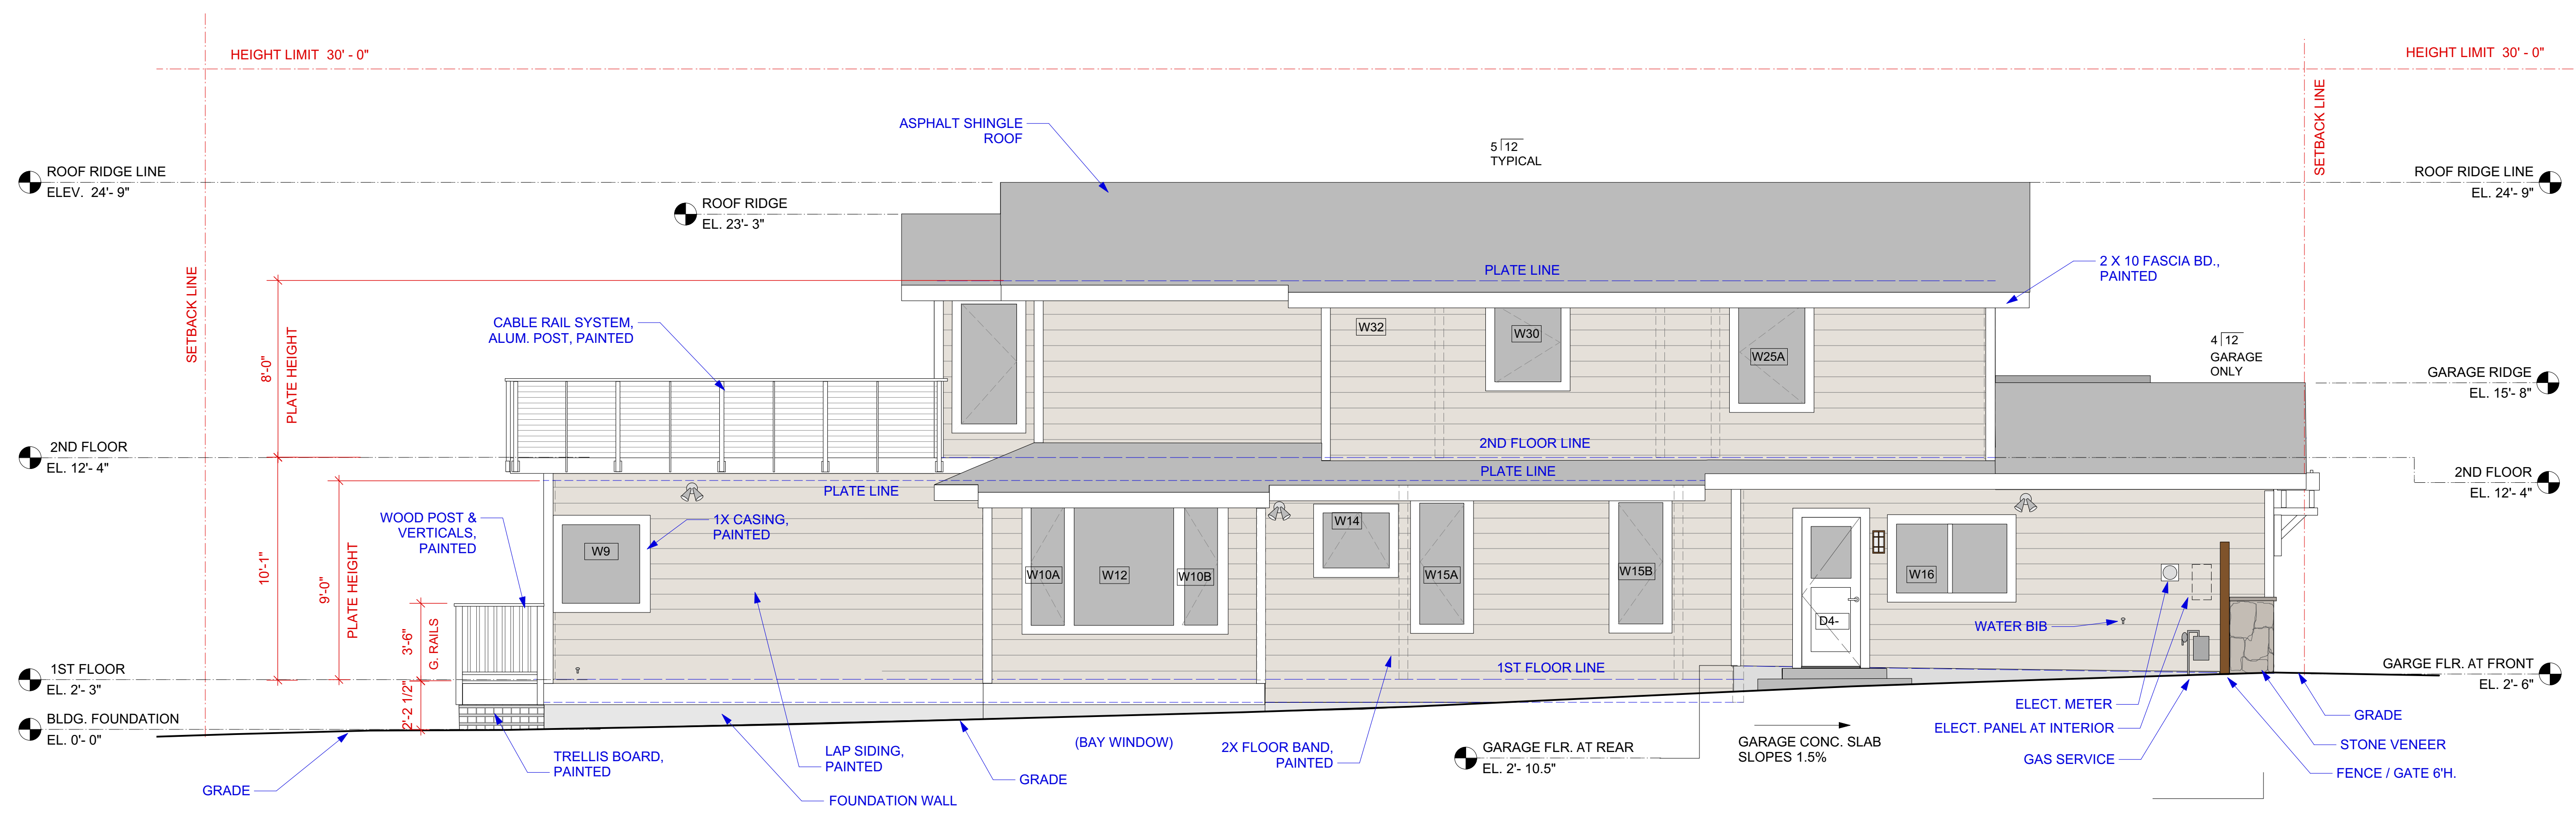 HEIGHT LIMIT  30' - 0"
HEIGHT LIMIT  30' - 0"
SETBACK LINE
ASPHALT SHINGLE
ROOF
5 12
TYPICAL
ROOF RIDGE LINE
ELEV.  24'- 9"
ROOF RIDGE
EL. 23'- 3"
ROOF RIDGE LINE
EL. 24'- 9"
PLATE LINE
2 X 10 FASCIA BD.,
PAINTED
SETBACK LINE
CABLE RAIL SYSTEM,
ALUM. POST, PAINTED
8'-0"
PLATE HEIGHT
W32
W30
W25A
4 12
GARAGE
ONLY
GARAGE RIDGE
EL. 15'- 8"
2ND FLOOR
EL. 12'- 4"
2ND FLOOR LINE
PLATE LINE
PLATE LINE
2ND FLOOR
EL. 12'- 4"
WOOD POST &
VERTICALS,
PAINTED
1X CASING,
PAINTED
W9
W10A
W12
W10B
W14
W15A
W15B
W16
D4-
10'-1"
9'-0"
PLATE HEIGHT
3'-6"
G. RAILS
WATER BIB
1ST FLOOR
EL. 2'- 3"
1ST FLOOR LINE
GARGE FLR. AT FRONT
EL. 2'- 6"
2'-2 1/2"
BLDG. FOUNDATION
EL. 0'- 0"
ELECT. METER
ELECT. PANEL AT INTERIOR
GAS SERVICE
GRADE
STONE VENEER
FENCE / GATE 6'H.
TRELLIS BOARD,
PAINTED
LAP SIDING,
PAINTED
(BAY WINDOW)
2X FLOOR BAND,
PAINTED
GARAGE FLR. AT REAR
EL. 2'- 10.5"
GARAGE CONC. SLAB
SLOPES 1.5%
GRADE
GRADE
FOUNDATION WALL